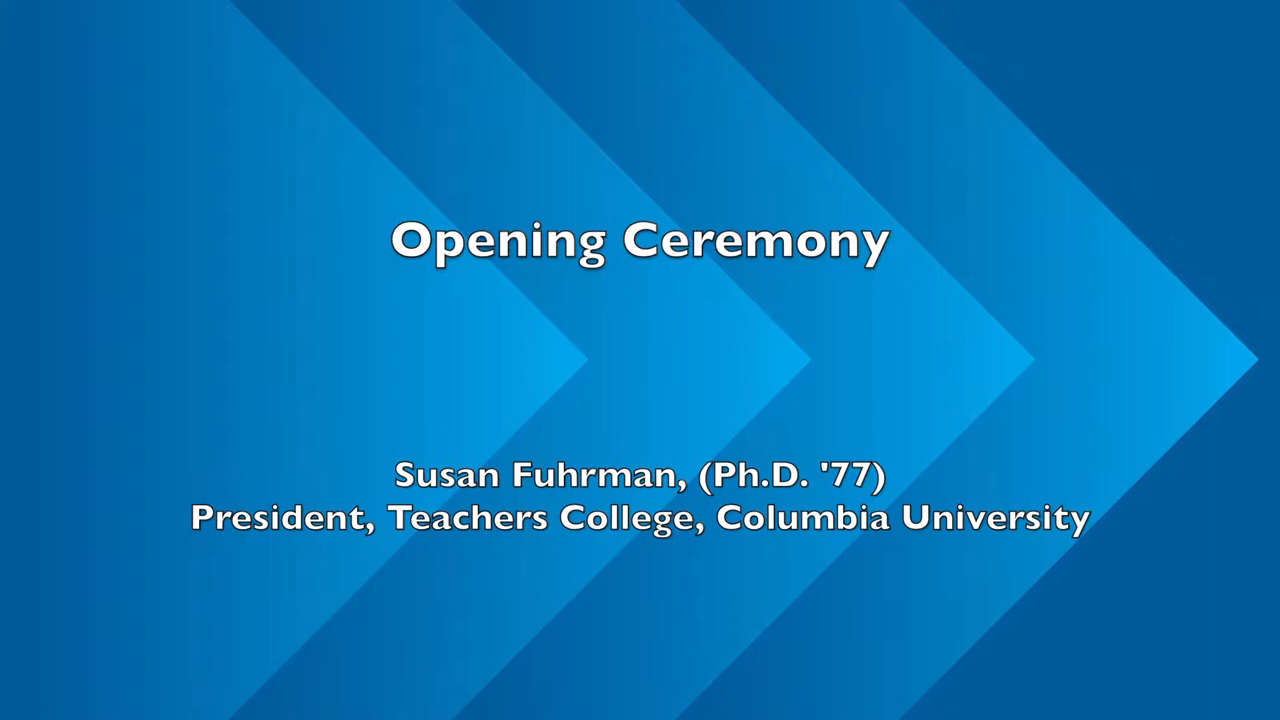 Opening Ceremony
Susan Fuhrman, (Ph.D. '77)
President, Teachers College, Columbia University